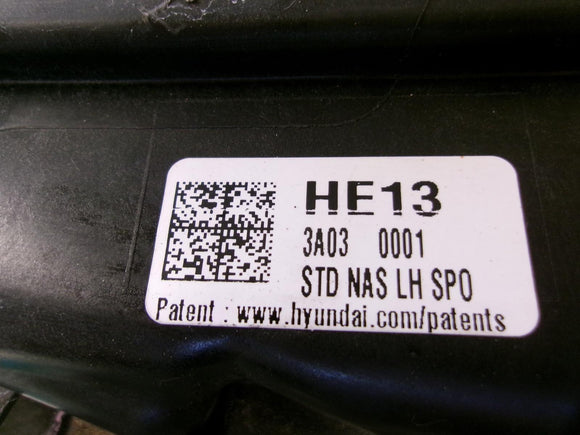 HE13
3A03 0001
STD NAS LH SPO
Patent : www.hyundai.com/patents